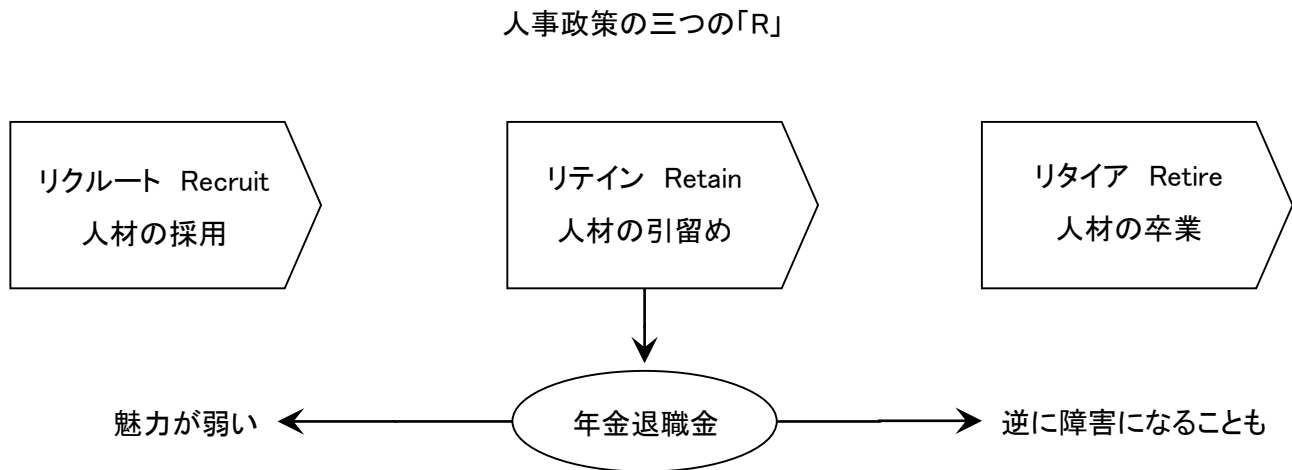 人事政策の三つの「R」
リクルート Recruit
人材の採用
リテイン Retain
人材の引留め
リタイア Retire
人材の卒業
魅力が弱い
年金退職金
逆に障害になることも